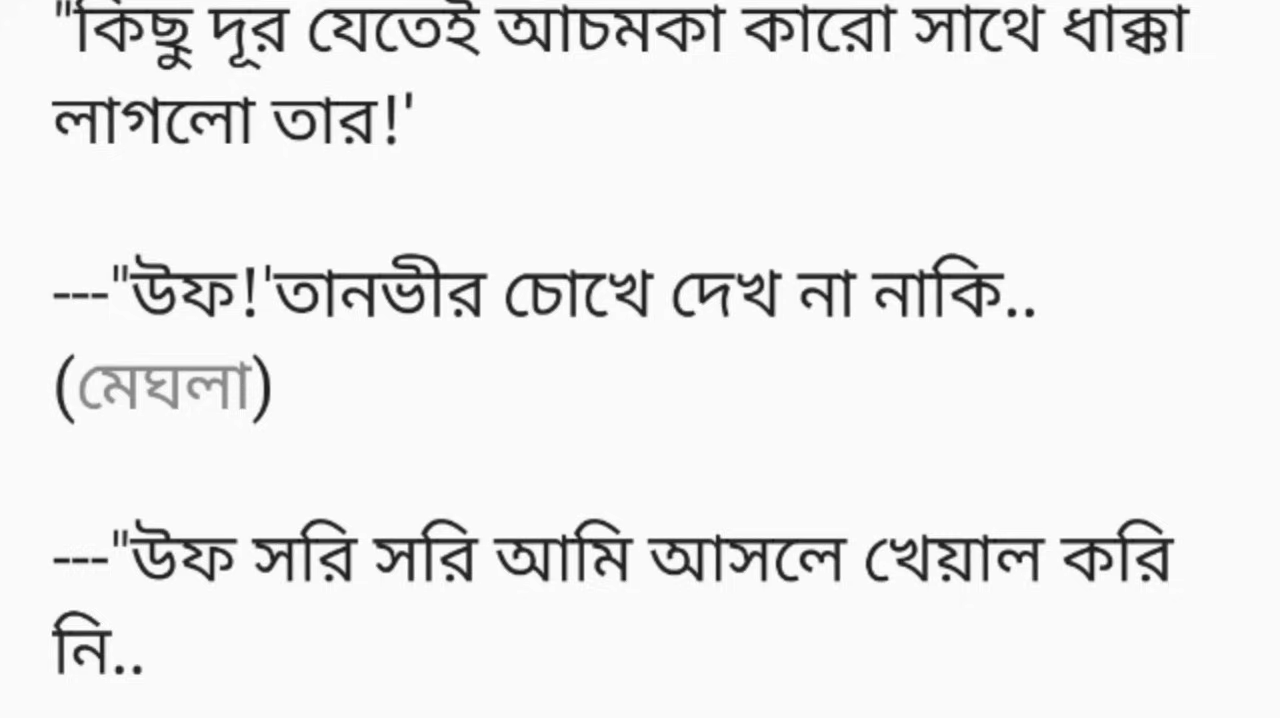 "কিছু দূর যেতেই আচমকা কারো সাথে ধাক্কা
লাগলো তার!'
---"উফ!'তানভীর চোখে দেখ না নাকি..
(মেঘলা)
---"উফ সরি সরি আমি আসলে খেয়াল করি
নি..